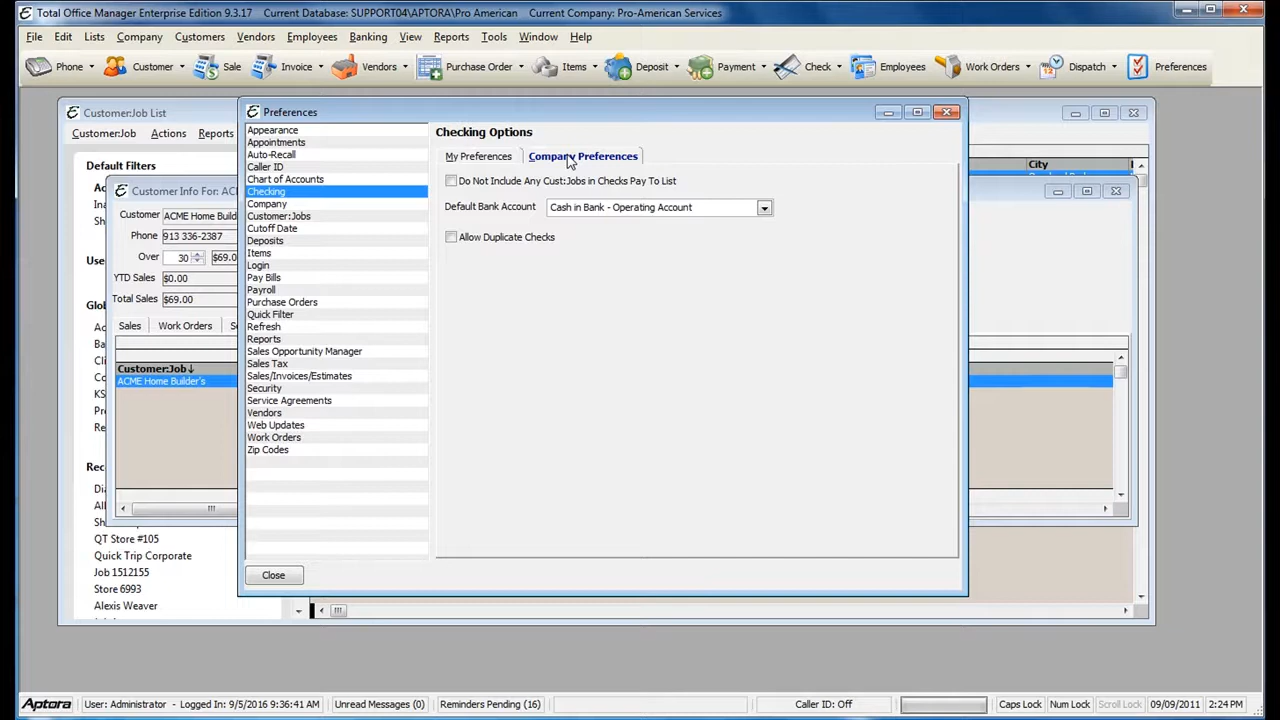 Total Office Manager Enterprise Edition 9.3.17 Current Database: SUPPORT04\APTORA\Pro American Current Company: Pro-American Services
File Edit Lists Company Customers Vendors Employees Banking View Reports Tools Window Help
Phone Customer Sale Invoice Vendors Purchase Order Items Deposit Payment Check Employees Work Orders Dispatch Preferences
Customer:Job List
Customer:Job Actions Reports
Default Filters
City
Customer Info For: AC
Customer ACME Home Build
Phone 913 336-2387
Over 30 $69.0
YTD Sales $0.00
Total Sales $69.00
Sales Work Orders
Customer:Job
ACME Home Builder's
QT Store #105
Quick Trip Corporate
Job 1512155
Store 6993
Alexis Weaver
Preferences
Appearance
Appointments
Auto-Recall
Caller ID
Chart of Accounts
Checking
Company
Customer:Jobs
Cutoff Date
Deposits
Items
Login
Pay Bills
Payroll
Purchase Orders
Quick Filter
Refresh
Reports
Sales Opportunity Manager
Sales Tax
Sales/Invoices/Estimates
Security
Service Agreements
Vendors
Web Updates
Work Orders
Zip Codes
Close
Checking Options
My Preferences Company Preferences
Do Not Include Any Cust:Jobs in Checks Pay To List
Default Bank Account Cash in Bank - Operating Account
Allow Duplicate Checks
Aptora User: Administrator - Logged In: 9/5/2016 9:36:41 AM Unread Messages (0) Reminders Pending (16) Caller ID: Off Caps Lock Num Lock Scroll Lock 09/09/2011 2:24 PM